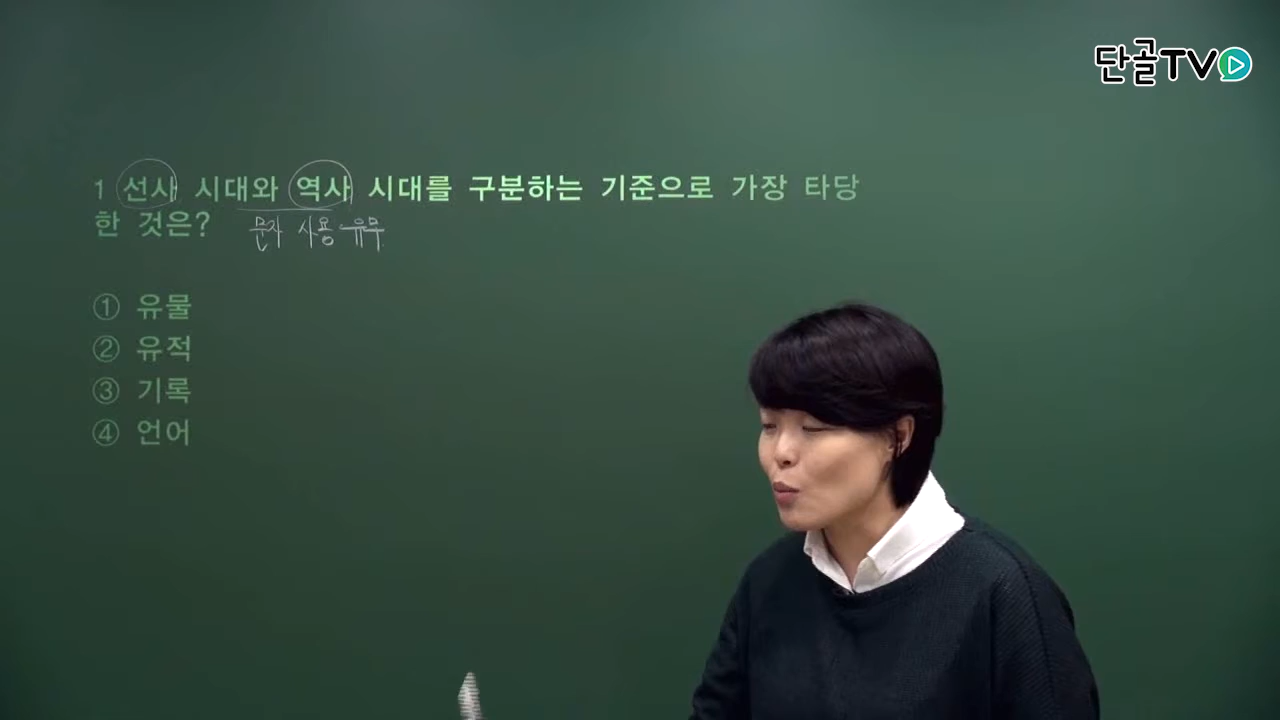 단골TV
1 선사 시대와 역사 시대를 구분하는 기준으로 가장 타당
한 것은?
문자 사용 유무
① 유물
② 유적
③ 기록
④ 언어